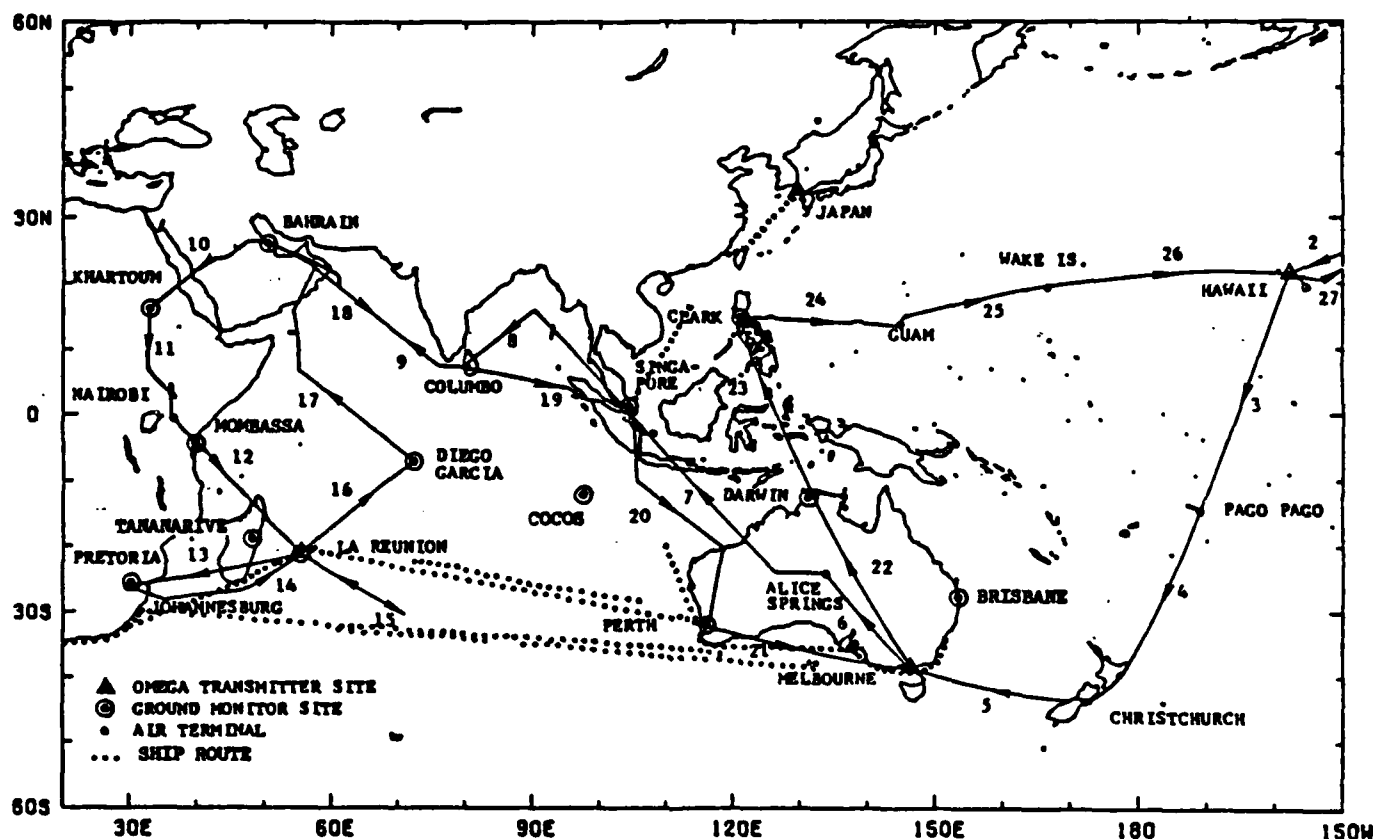 60N
30N
0
30S
60S
30E
60E
90E
120E
150E
180
150W
BAHRAIN
10
KHARTOUM
11
NAIROBI
MOMBASSA
12
TANANARIVE
PRETORIA
13
14
JOHANNESBURG
LA REUNION
15
16
17
DIEGO
GARCIA
18
9
COLUMBO
8
19
SINGA-
PORE
COCOS
20
7
DARWIN
ALICE
SPRINGS
6
PERTH
21
MELBOURNE
22
BRISBANE
23
CLARK
24
GUAM
25
WAKE IS.
26
HAWAII
2
27
JAPAN
3
PAGO PAGO
4
CHRISTCHURCH
5
OMEGA TRANSMITTER SITE
GROUND MONITOR SITE
AIR TERMINAL
SHIP ROUTE